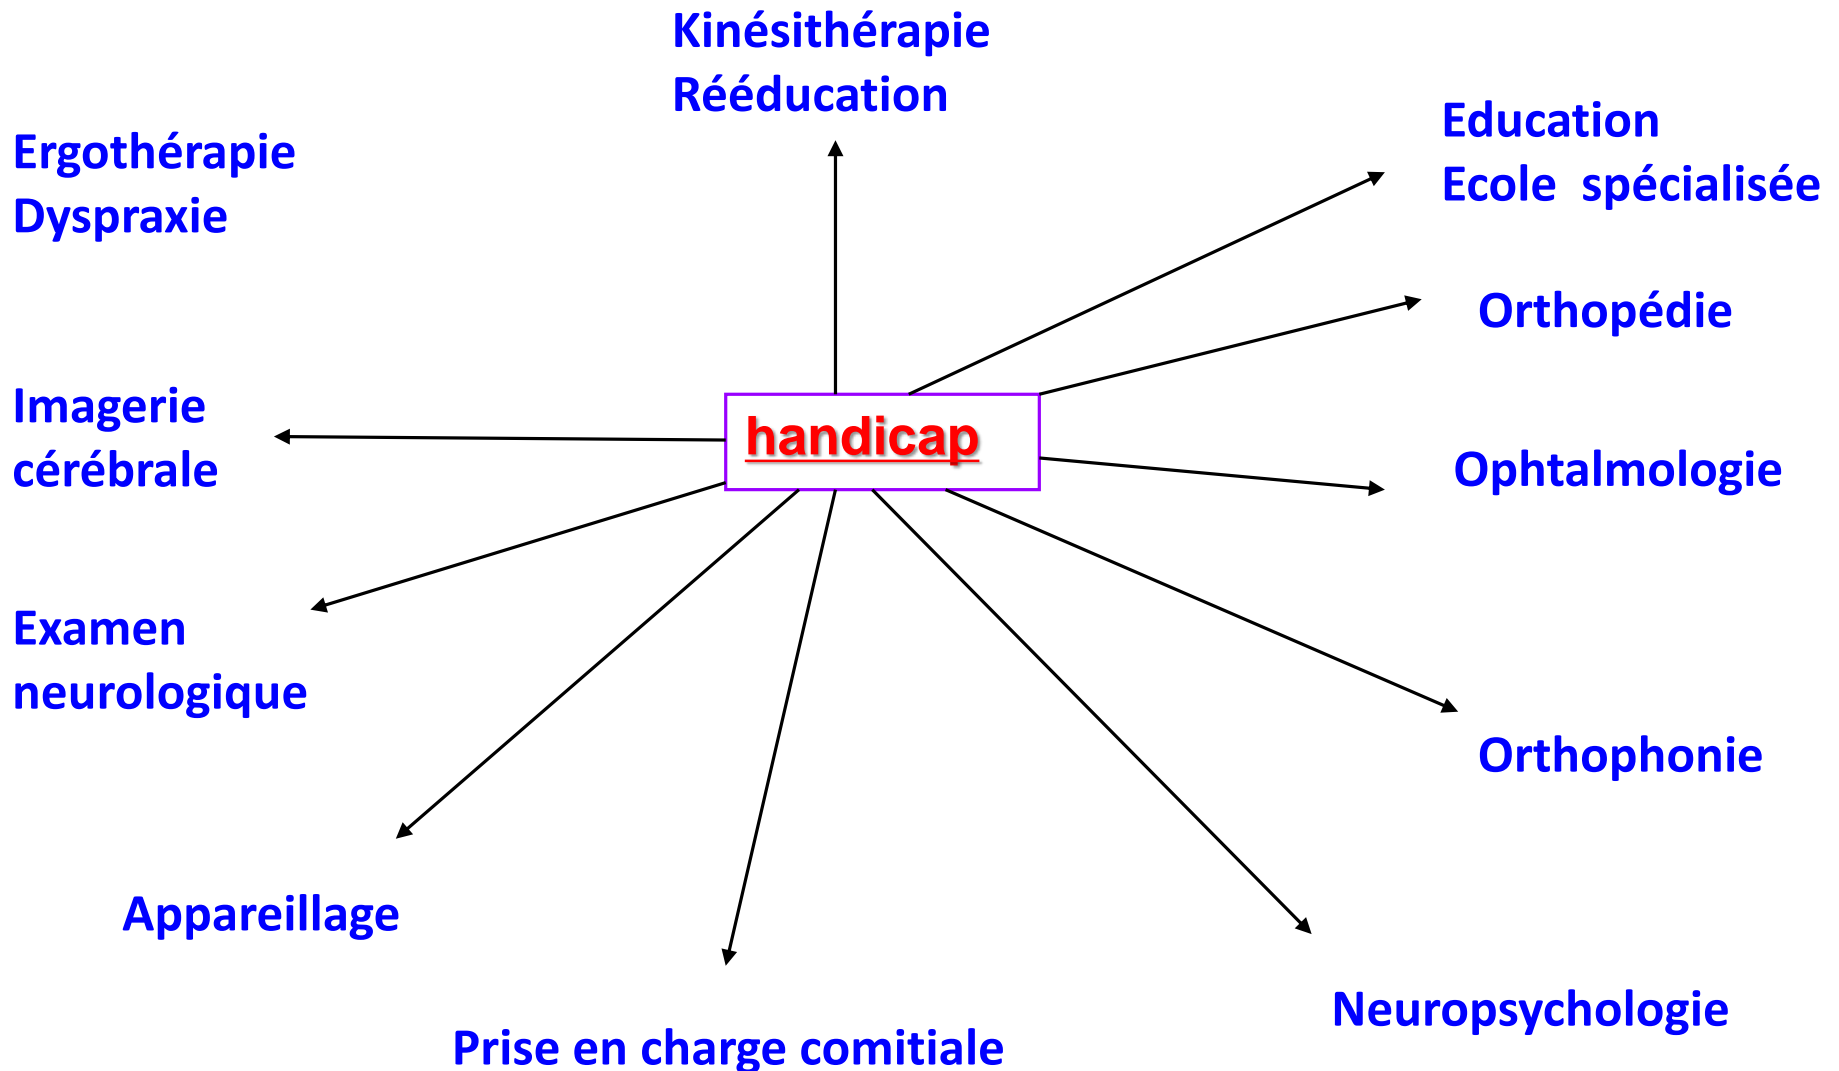 Kinésithérapie
Rééducation
Education
Ecole  spécialisée
Ergothérapie
Dyspraxie
Orthopédie
Imagerie
cérébrale
handicap
Ophtalmologie
Examen
neurologique
Orthophonie
Appareillage
Neuropsychologie
Prise en charge comitiale